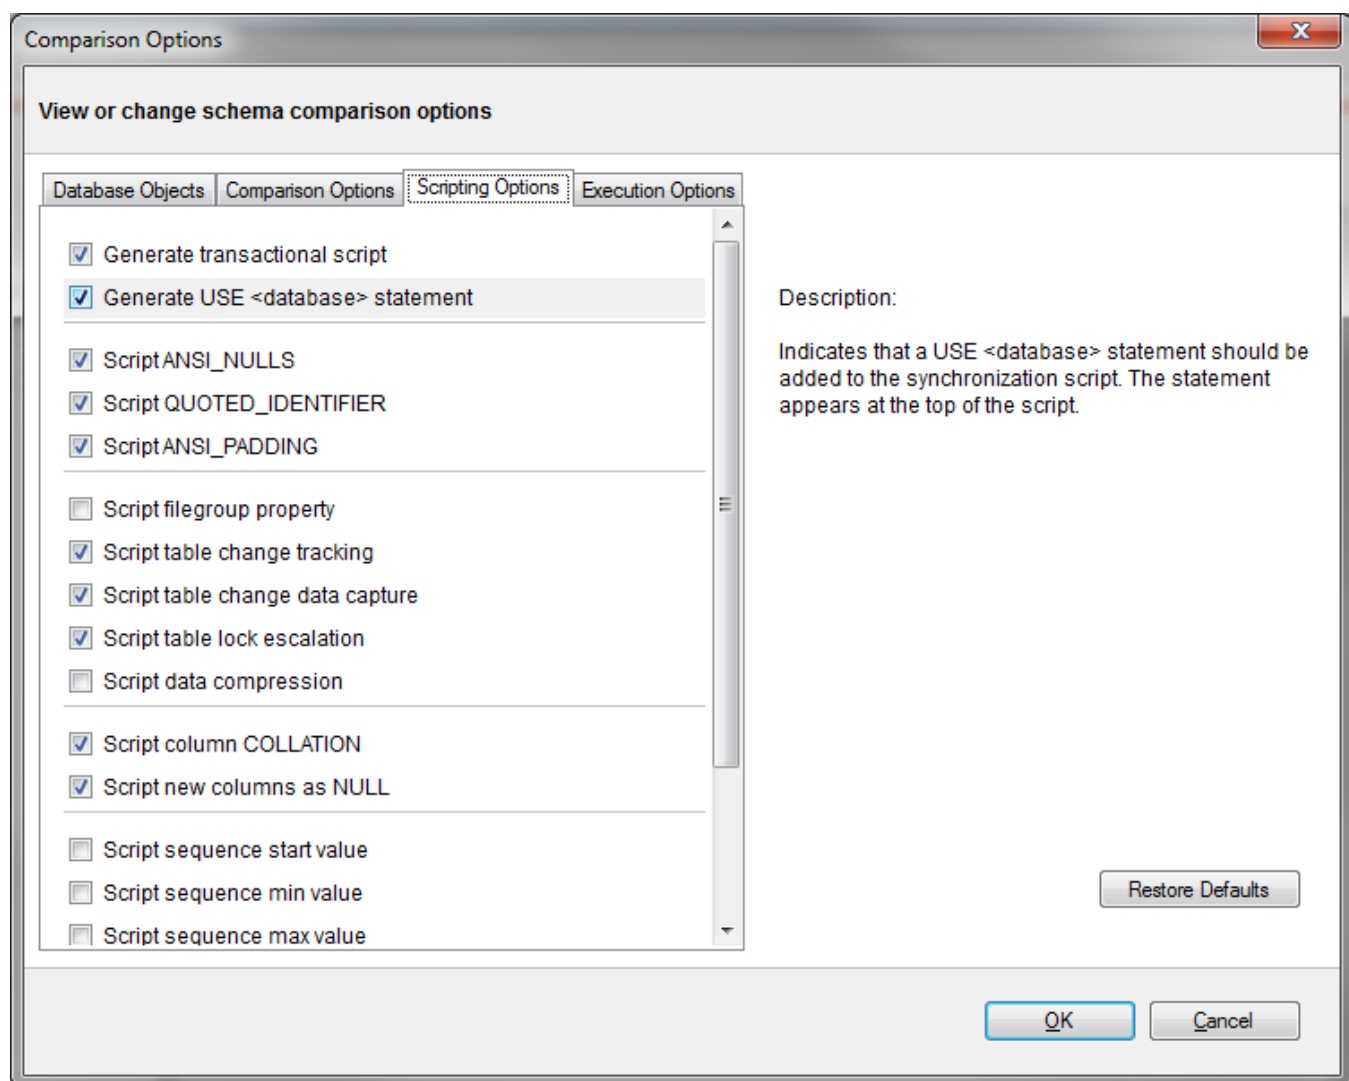 Comparison Options
View or change schema comparison options
Database Objects Comparison Options Scripting Options Execution Options
Generate transactional script
Generate USE <database> statement
Script ANSI_NULLS
Script QUOTED_IDENTIFIER
Script ANSI_PADDING
Script filegroup property
Script table change tracking
Script table change data capture
Script table lock escalation
Script data compression
Script column COLLATION
Script new columns as NULL
Script sequence start value
Script sequence min value
Script sequence max value
Description:
Indicates that a USE <database> statement should be
added to the synchronization script. The statement
appears at the top of the script.
Restore Defaults
OK Cancel